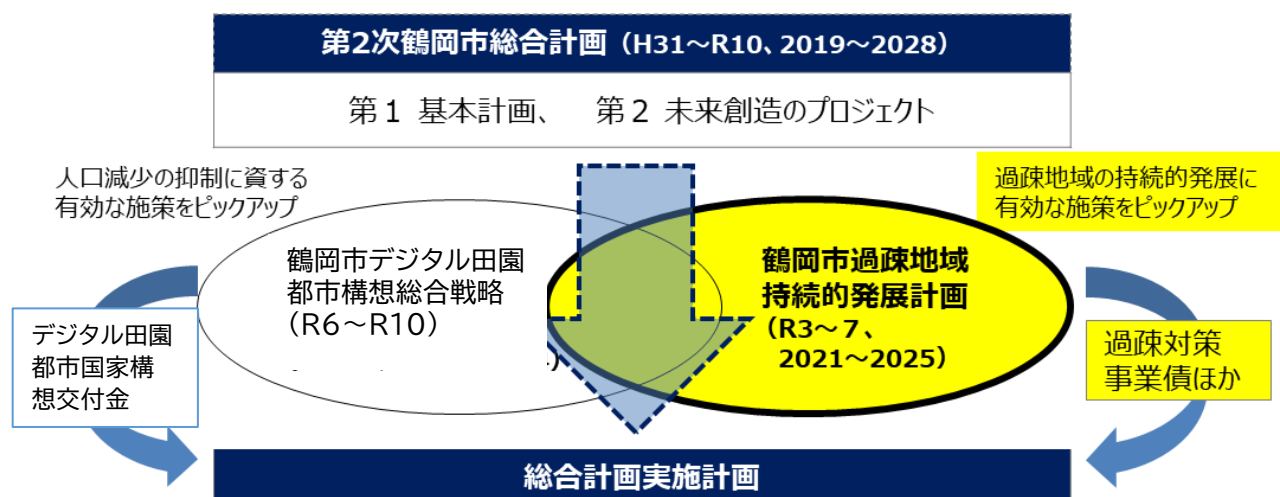 第2次鶴岡市総合計画（H31～R10、2019～2028）
第１ 基本計画、　第２ 未来創造のプロジェクト
人口減少の抑制に資する
有効な施策をピックアップ
過疎地域の持続的発展に
有効な施策をピックアップ
鶴岡市デジタル田園
都市構想総合戦略
（R6～R10）
鶴岡市過疎地域
持続的発展計画
（R3～７、
2021～2025）
デジタル田園
都市国家構
想交付金
過疎対策
事業債ほか
総合計画実施計画